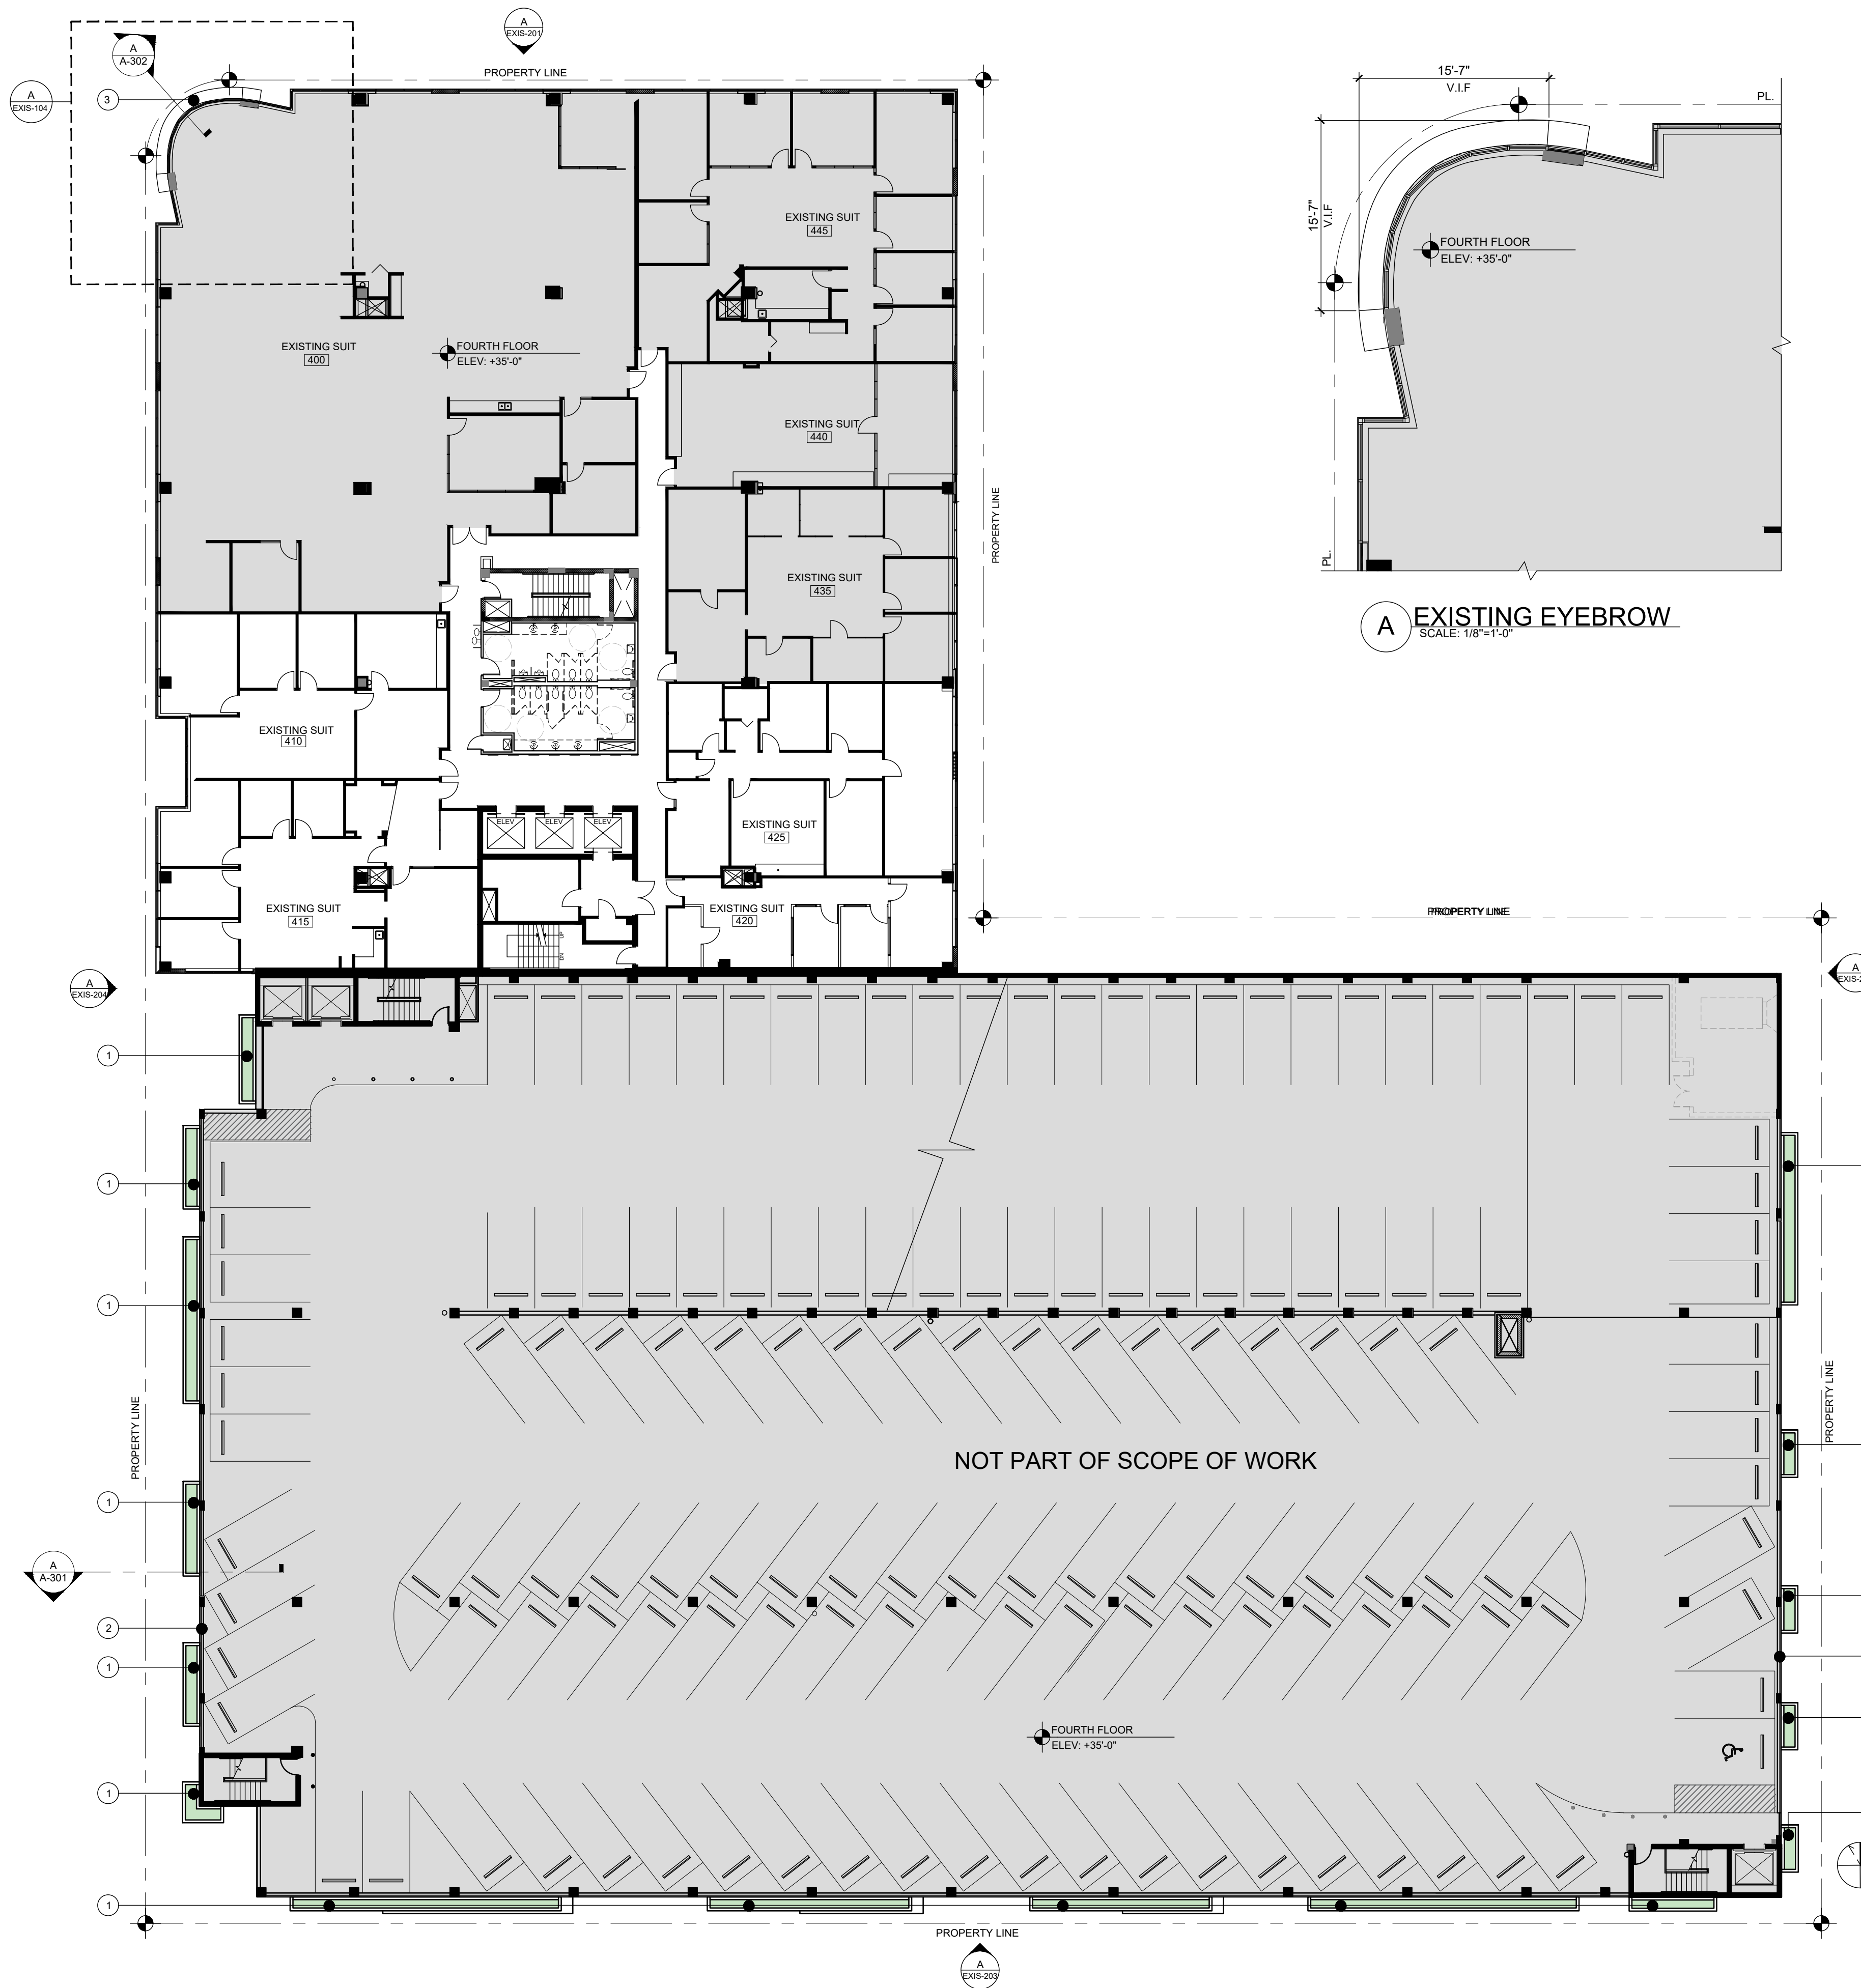 A
EXIS-201
A
A-302
PROPERTY LINE
A
EXIS-104
3
15'-7"
V.I.F
PL.
15'-7"
V.I.F
FOURTH FLOOR
ELEV: +35'-0"
PL.
A
EXISTING EYEBROW
SCALE: 1/8"=1'-0"
EXISTING SUIT
445
EXISTING SUIT
400
FOURTH FLOOR
ELEV: +35'-0"
EXISTING SUIT
440
PROPERTY LINE
EXISTING SUIT
435
EXISTING SUIT
410
ELEV
ELEV
ELEV
EXISTING SUIT
425
EXISTING SUIT
415
EXISTING SUIT
420
UP
DN
PROPERTY LINE
PROPERTY LINE
A
EXIS-204
A
1
1
1
PROPERTY LINE
PROPERTY LINE
NOT PART OF SCOPE OF WORK
1
A
A-301
2
1
FOURTH FLOOR
ELEV: +35'-0"
1
1
PROPERTY LINE
A
EXIS-203